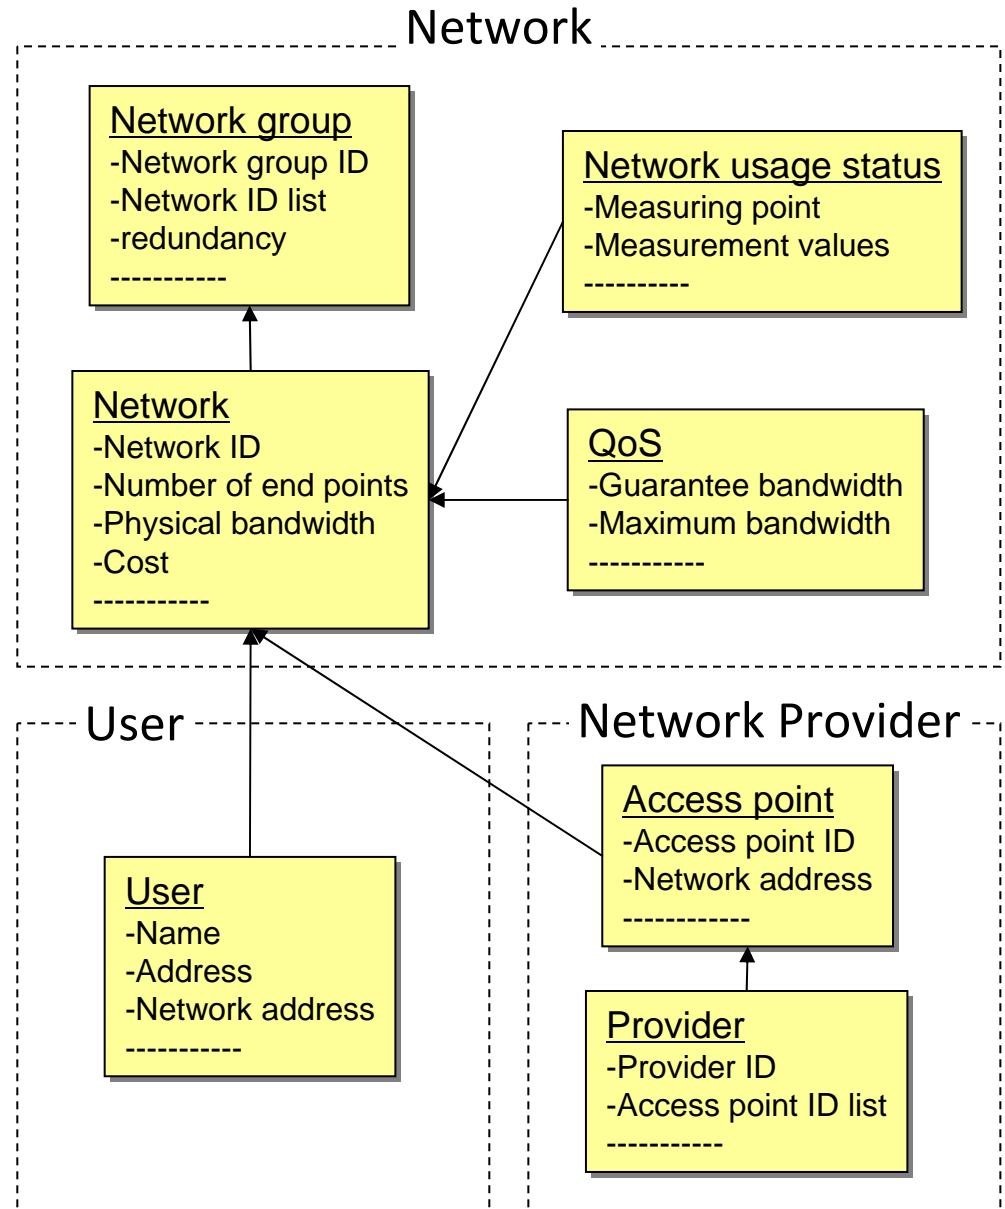 Network
Network group
-Network group ID
-Network ID list
-redundancy
-----------
Network usage status
-Measuring point
-Measurement values
----------
Network
-Network ID
-Number of end points
-Physical bandwidth
-Cost
-----------
QoS
-Guarantee bandwidth
-Maximum bandwidth
-----------
User
User
-Name
-Address
-Network address
-----------
Network Provider
Access point
-Access point ID
-Network address
------------
Provider
-Provider ID
-Access point ID list
-----------